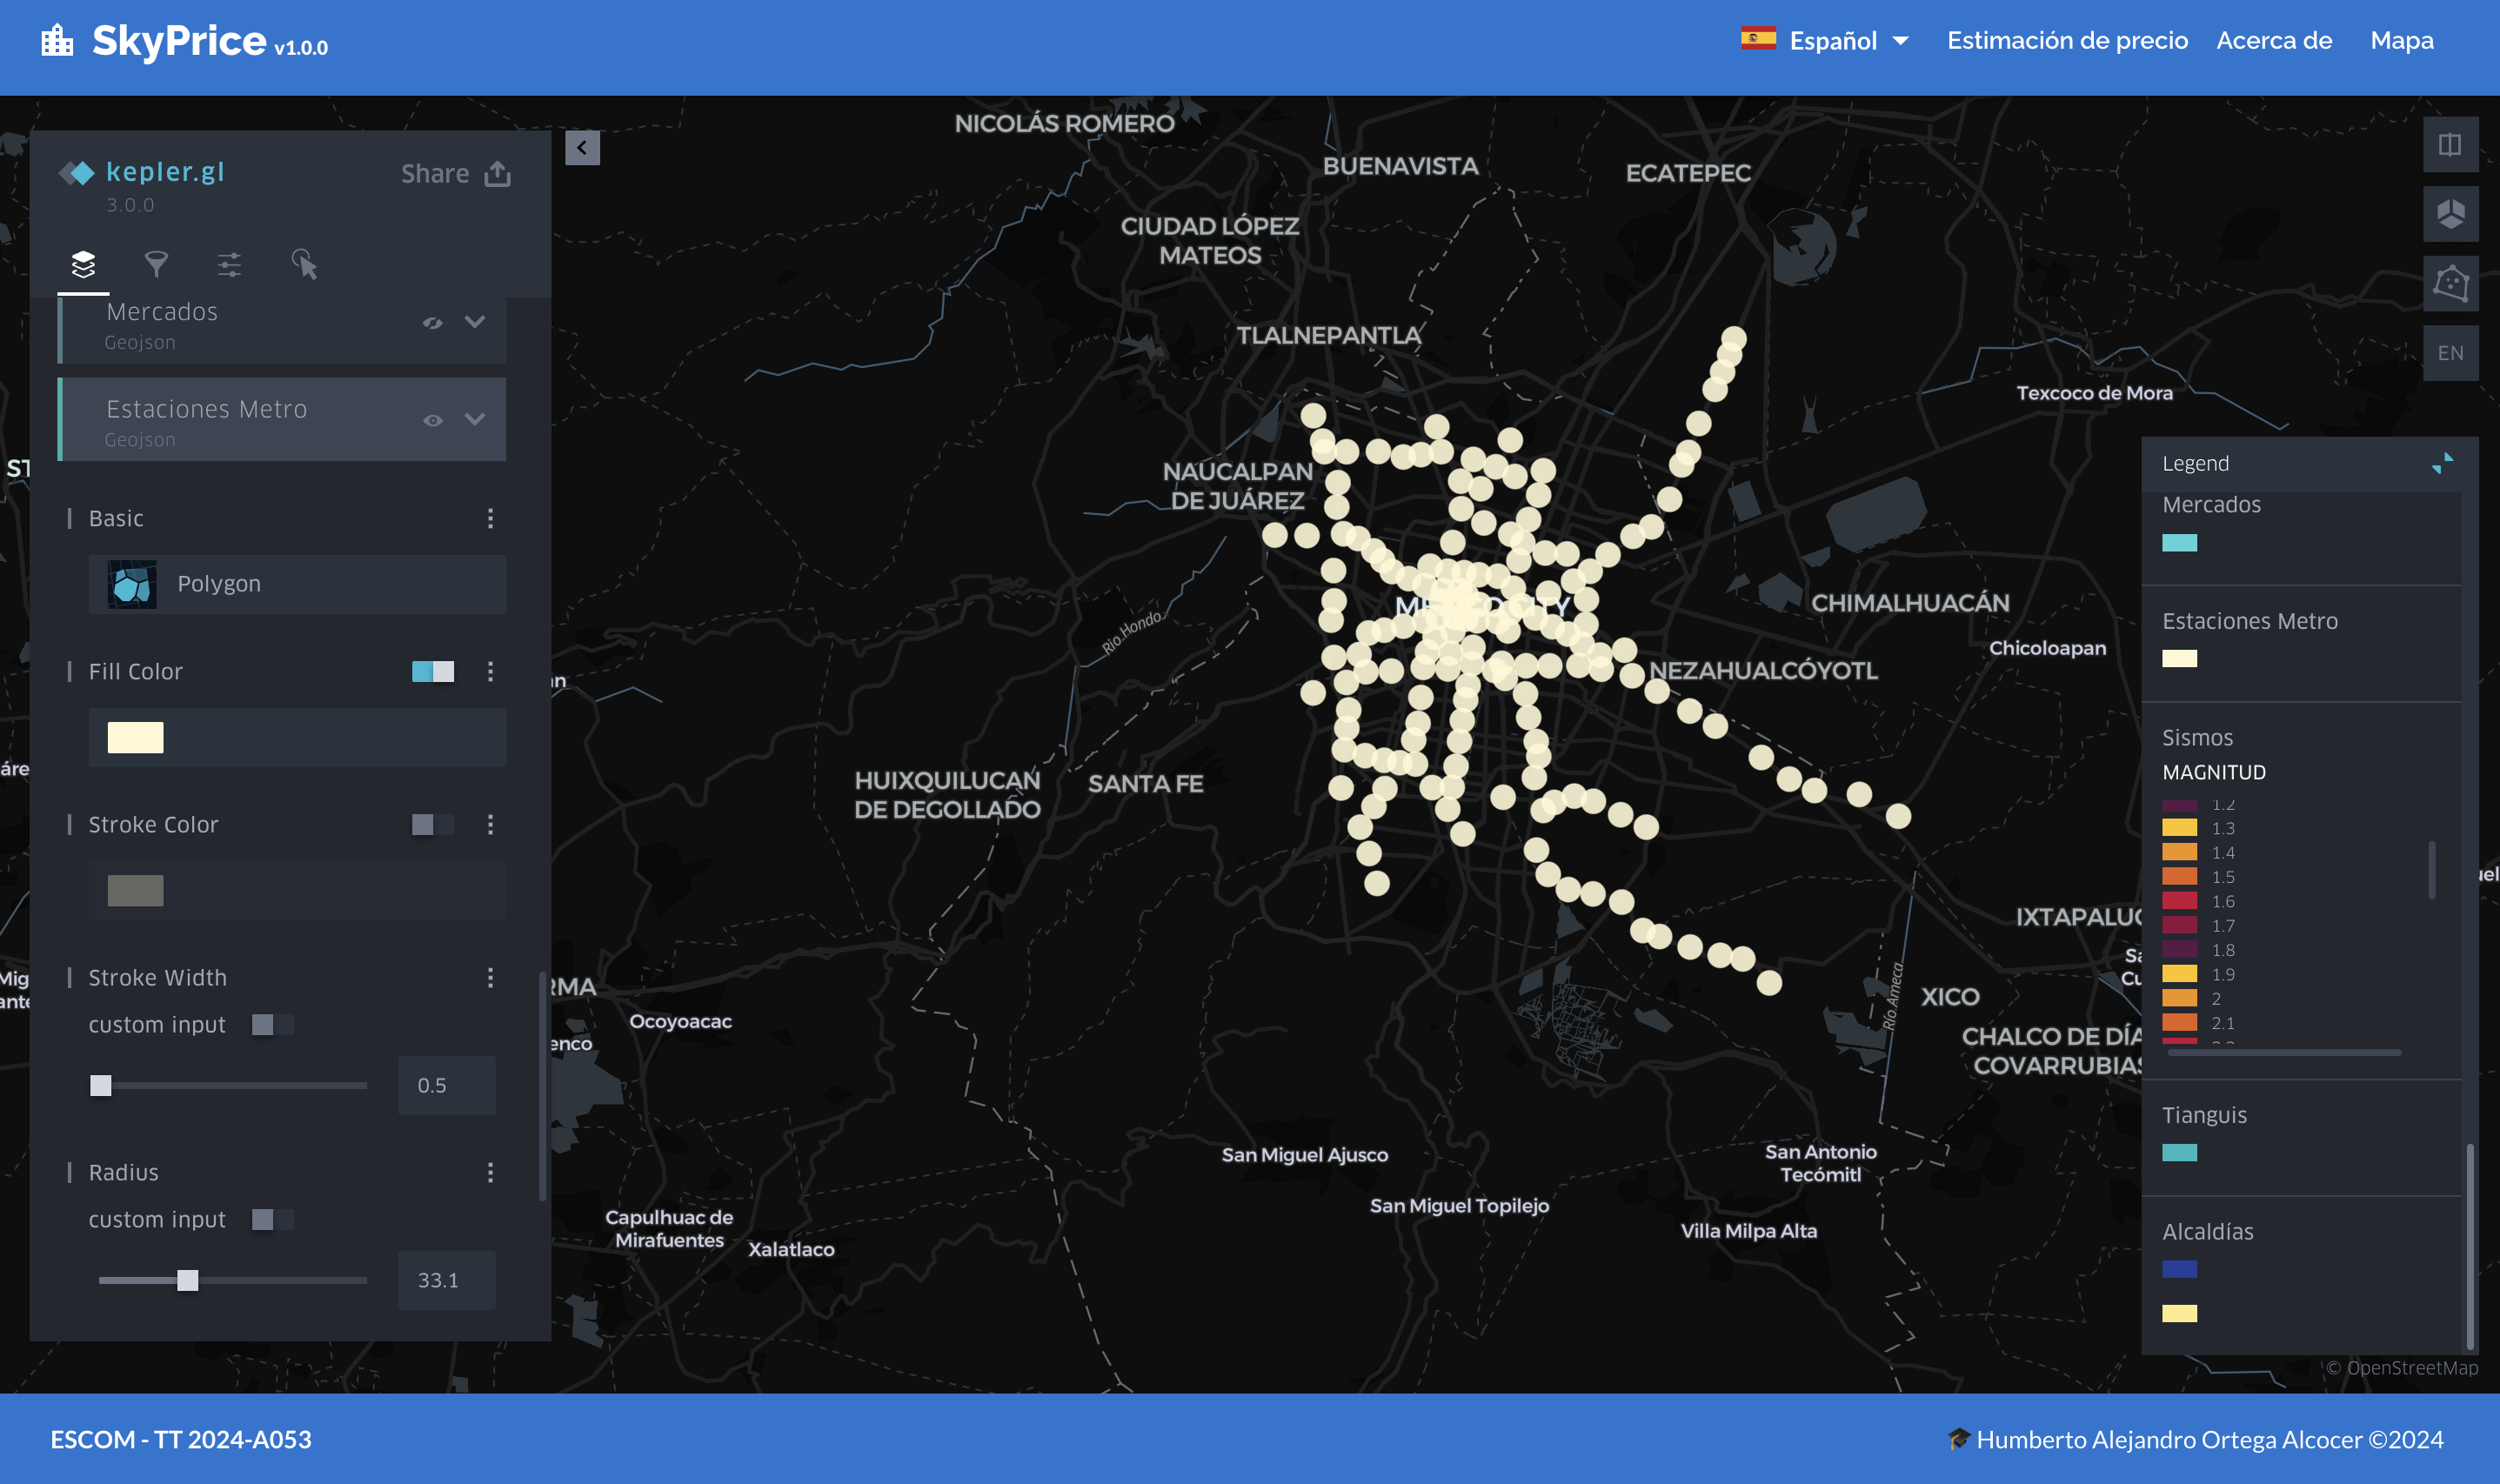 SkyPrice v1.0.0
Español
Estimación de precio
Acerca de
Mapa
kepler.gl
3.0.0
Share
Mercados
Geojson
Estaciones Metro
Geojson
Basic
Polygon
Fill Color
Stroke Color
Stroke Width
custom input
0.5
Radius
custom input
33.1
NICOLÁS ROMERO
BUENAVISTA
ECATEPEC
CIUDAD LÓPEZ
MATEOS
TLALNEPANTLA
Texcoco de Mora
NAUCALPAN
DE JUÁREZ
CHIMALHUACÁN
Chicoloapan
Río Hondo
NEZAHUALCÓYOTL
HUIXQUILUCAN
DE DEGOLLADO
SANTA FE
IXTAPALUC
RMA
Ocoyoacac
enco
Río Ameca
XICO
CHALCO DE DÍA
COVARRUBIAS
San Miguel Ajusco
San Antonio
Tecómitl
San Miguel Topilejo
Villa Milpa Alta
Capulhuac de
Mirafuentes
Xalatlaco
EN
Legend
Mercados
Estaciones Metro
Sismos
MAGNITUD
1.2
1.3
1.4
1.5
1.6
1.7
1.8
1.9
2
2.1
Tianguis
Alcaldías
© OpenStreetMap
ESCOM - TT 2024-A053
Humberto Alejandro Ortega Alcocer ©2024